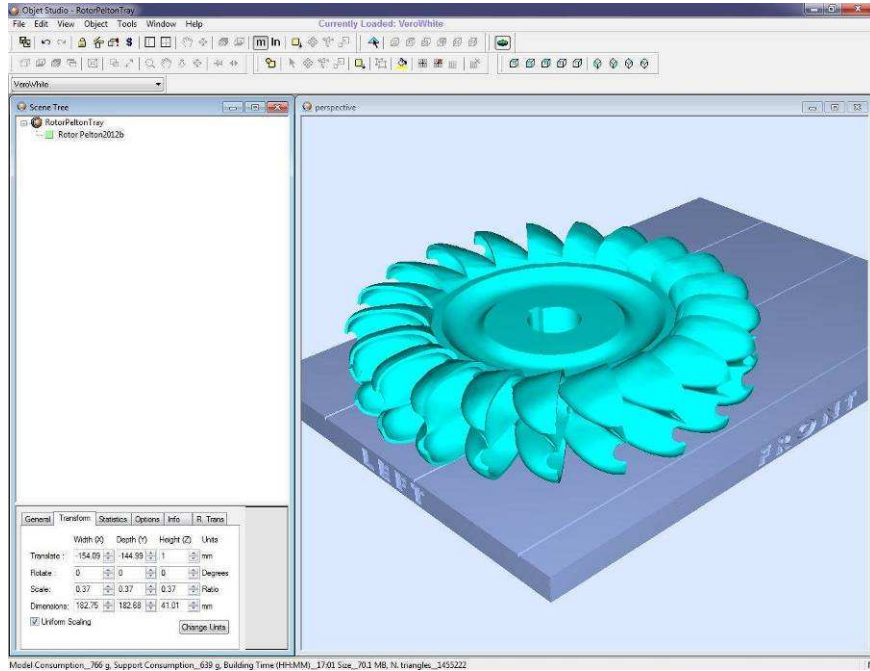 Objet Studio - RotorPeltonTray
File Edit View Object Tools Window Help
Currently Loaded: VeroWhite
m In
VeroWhite
Scene Tree
RotorPeltonTray
Rotor Pelton2012b
perspective
LEFT
FRONT
General Transform Statistics Options Info R. Trans
Width (X) Depth (Y) Height (Z) Units
Translate : -154.09 -144.99 1 mm
Rotate : 0 0 0 Degrees
Scale: 0.37 0.37 0.37 Ratio
Dimensions: 182.75 182.68 41.01 mm
Uniform Scaling
Change Units
Model Consumption_766 g, Support Consumption_639 g, Building Time (HH:MM)_17:01 Size_70.1 MB, N. triangles_1455222